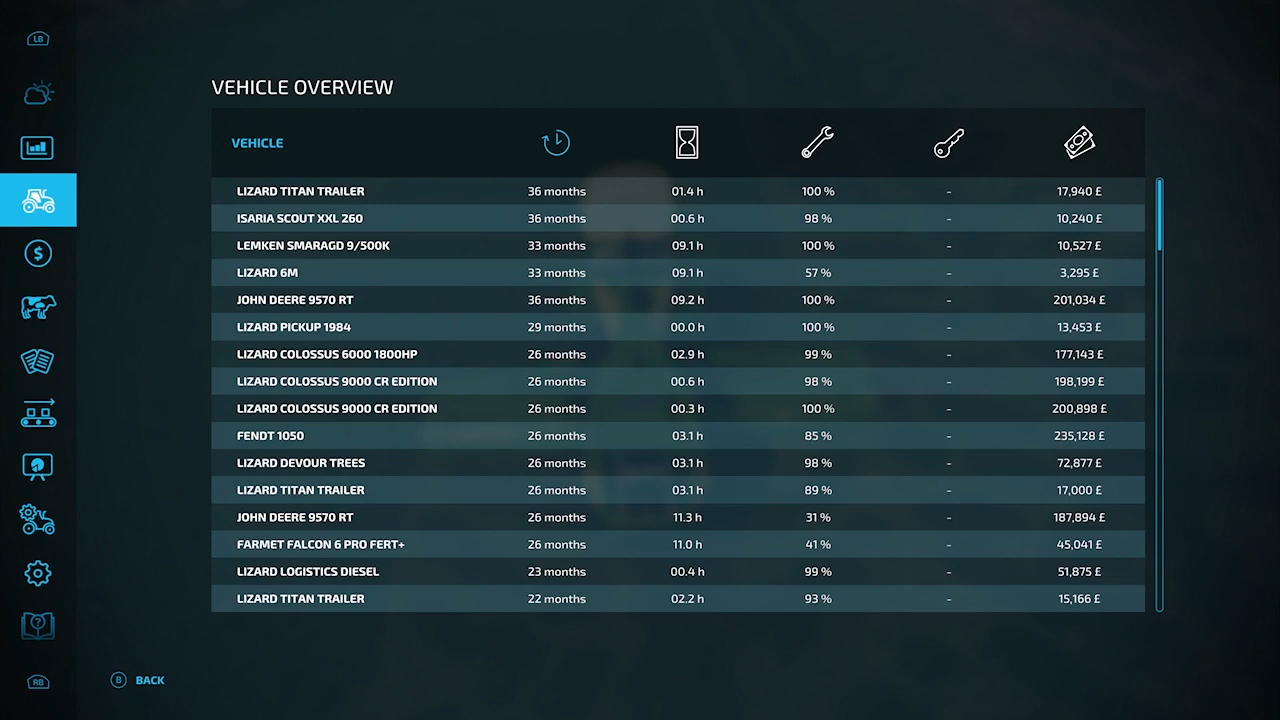 LB
VEHICLE OVERVIEW
VEHICLE
LIZARD TITAN TRAILER 36 months 01.4 h 100 % - 17,940 £
ISARIA SCOUT XXL 260 36 months 00.6 h 98 % - 10,240 £
LEMKEN SMARAGD 9/500K 33 months 09.1 h 100 % - 10,527 £
LIZARD 6M 33 months 09.1 h 57 % - 3,295 £
JOHN DEERE 9570 RT 36 months 09.2 h 100 % - 201,034 £
LIZARD PICKUP 1984 29 months 00.0 h 100 % - 13,453 £
LIZARD COLOSSUS 6000 1800HP 26 months 02.9 h 99 % - 177,143 £
LIZARD COLOSSUS 9000 CR EDITION 26 months 00.6 h 98 % - 198,199 £
LIZARD COLOSSUS 9000 CR EDITION 26 months 00.3 h 100 % - 200,898 £
FENDT 1050 26 months 03.1 h 85 % - 235,128 £
LIZARD DEVOUR TREES 26 months 03.1 h 98 % - 72,877 £
LIZARD TITAN TRAILER 26 months 03.1 h 89 % - 17,000 £
JOHN DEERE 9570 RT 26 months 11.3 h 31 % - 187,894 £
FARMET FALCON 6 PRO FERT+ 26 months 11.0 h 41 % - 45,041 £
LIZARD LOGISTICS DIESEL 23 months 00.4 h 99 % - 51,875 £
LIZARD TITAN TRAILER 22 months 02.2 h 93 % - 15,166 £
RB
B BACK